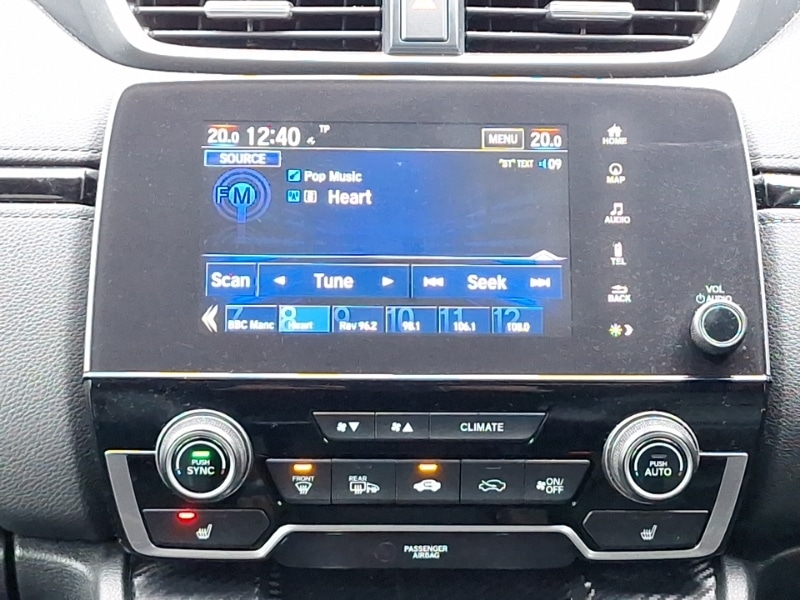 20.0 12:40 TP MENU 20.0
SOURCE "ST" TEXT 09
FM Pop Music
Heart
Scan Tune Seek
7 BBC Manc 8 Heart 9 Rev 96.2 10 98.1 11 106.1 12 108.0
HOME
MAP
AUDIO
TEL
BACK
VOL
AUDIO
CLIMATE
PUSH
SYNC
FRONT
REAR
ON/
OFF
PUSH
AUTO
PASSENGER
AIRBAG